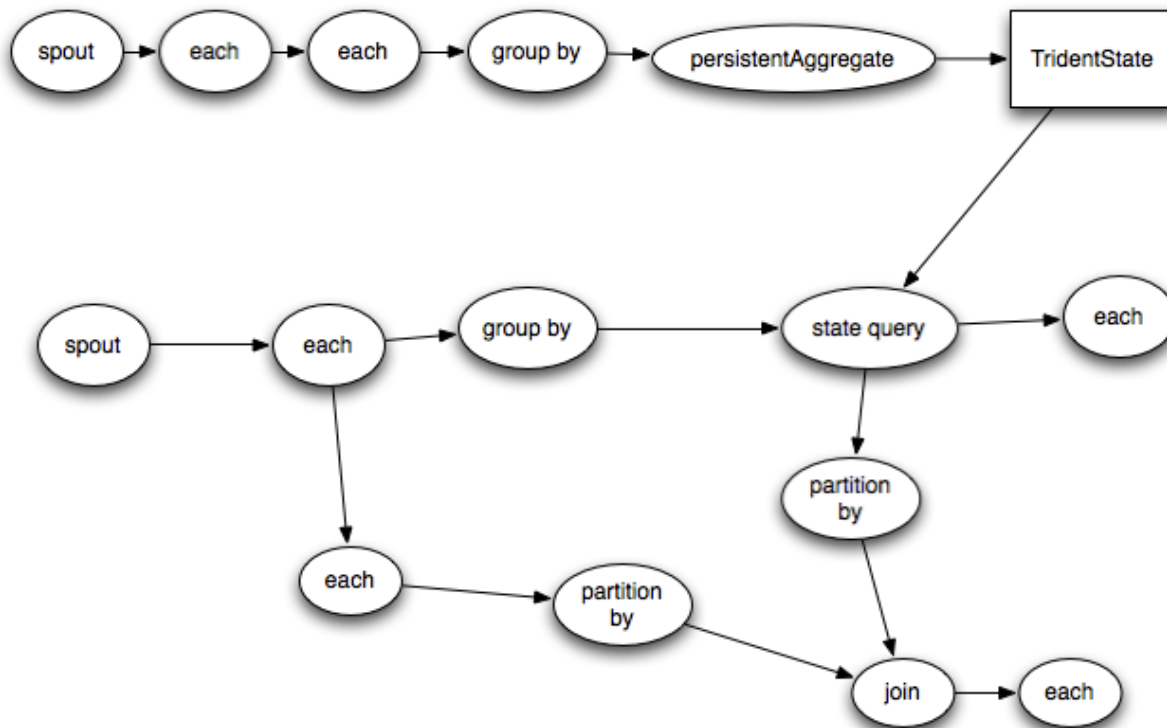 spout
each
each
group by
persistentAggregate
TridentState
spout
each
group by
state query
each
partition
by
each
partition
by
join
each